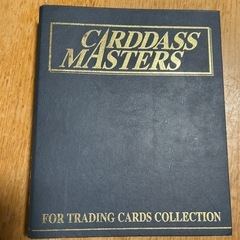 CARDDASS
MASTERS
FOR TRADING CARDS COLLECTION